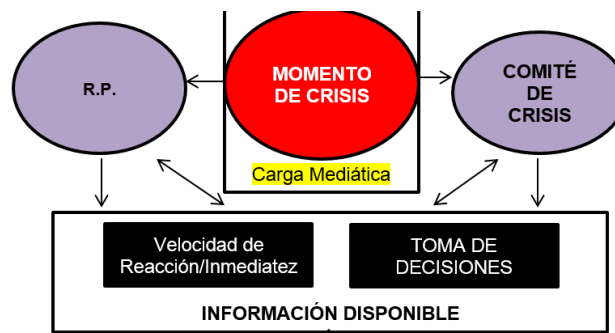 R.P.
MOMENTO
DE CRISIS
COMITÉ
DE
CRISIS
Carga Mediática
Velocidad de
Reacción/Inmediatez
TOMA DE
DECISIONES
INFORMACIÓN DISPONIBLE